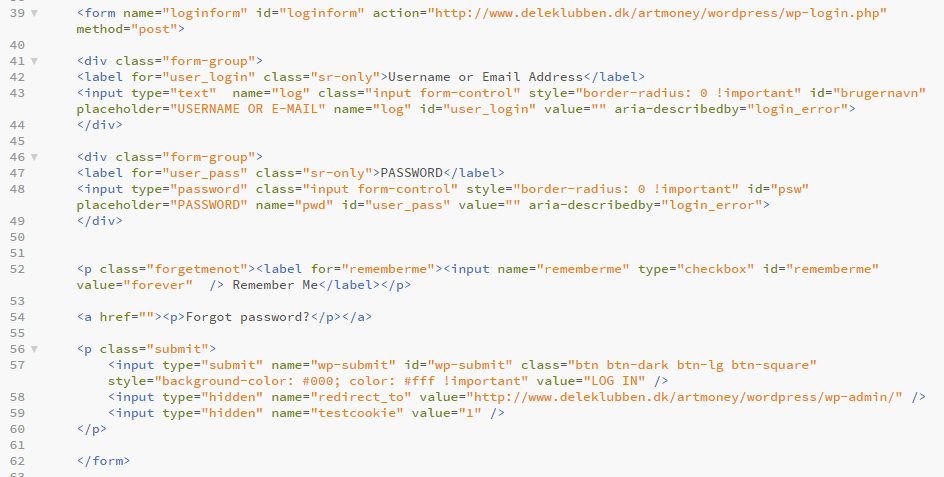 39 <form name="loginform" id="loginform" action="http://www.deleklubben.dk/artmoney/wordpress/wp-login.php"
method="post">
40
41 <div class="form-group">
42 <label for="user_login" class="sr-only">Username or Email Address</label>
43 <input type="text"  name="log" class="input form-control" style="border-radius: 0 !important" id="brugernavn"
placeholder="USERNAME OR E-MAIL" name="log" id="user_login" value="" aria-describedby="login_error">
44 </div>
45
46 <div class="form-group">
47 <label for="user_pass" class="sr-only">PASSWORD</label>
48 <input type="password" class="input form-control" style="border-radius: 0 !important" id="psw"
placeholder="PASSWORD" name="pwd" id="user_pass" value="" aria-describedby="login_error">
49 </div>
50
51
52 <p class="forgetmenot"><label for="rememberme"><input name="rememberme" type="checkbox" id="rememberme"
value="forever"  /> Remember Me</label></p>
53
54 <a href=""><p>Forgot password?</p></a>
55
56 <p class="submit">
57 <input type="submit" name="wp-submit" id="wp-submit" class="btn btn-dark btn-lg btn-square"
style="background-color: #000; color: #fff !important" value="LOG IN" />
58 <input type="hidden" name="redirect_to" value="http://www.deleklubben.dk/artmoney/wordpress/wp-admin/" />
59 <input type="hidden" name="testcookie" value="1" />
60 </p>
61
62 </form>